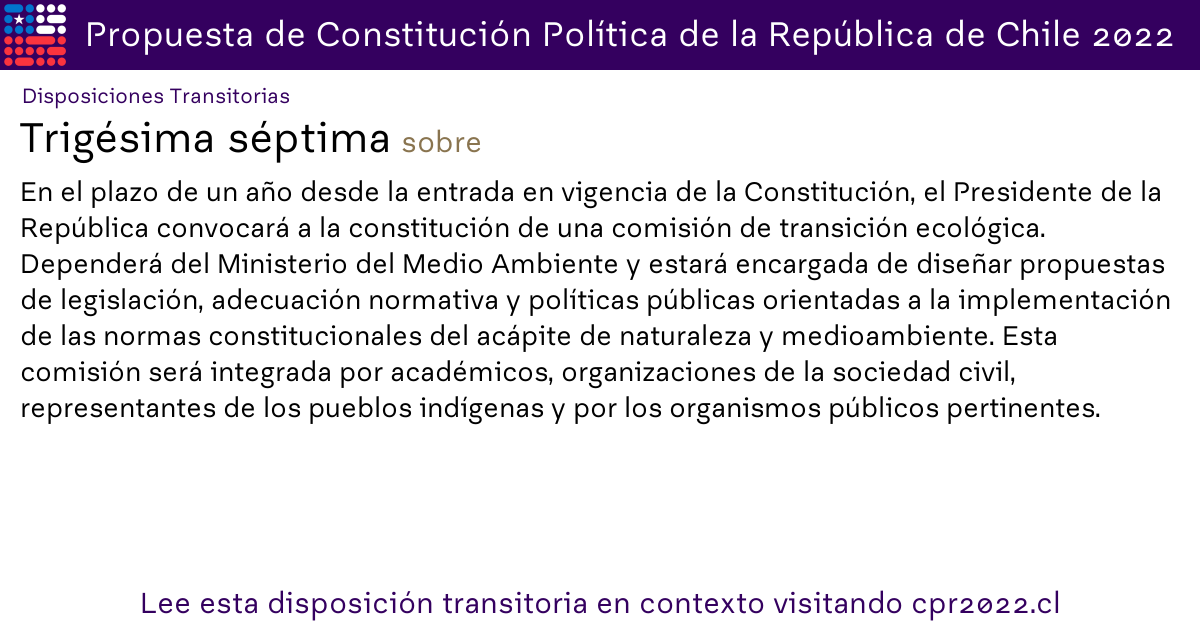 Propuesta de Constitución Política de la República de Chile 2022
Disposiciones Transitorias
Trigésima séptima sobre
En el plazo de un año desde la entrada en vigencia de la Constitución, el Presidente de la
República convocará a la constitución de una comisión de transición ecológica.
Dependerá del Ministerio del Medio Ambiente y estará encargada de diseñar propuestas
de legislación, adecuación normativa y políticas públicas orientadas a la implementación
de las normas constitucionales del acápite de naturaleza y medioambiente. Esta
comisión será integrada por académicos, organizaciones de la sociedad civil,
representantes de los pueblos indígenas y por los organismos públicos pertinentes.
Lee esta disposición transitoria en contexto visitando cpr2022.cl